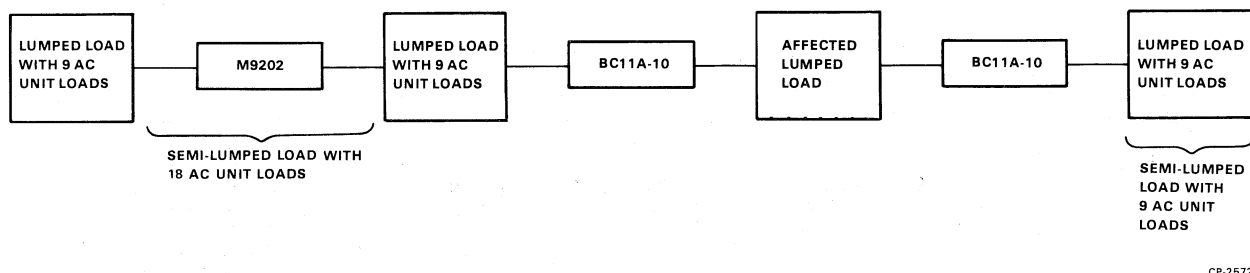 LUMPED LOAD
WITH 9 AC
UNIT LOADS
M9202
LUMPED LOAD
WITH 9 AC
UNIT LOADS
BC11A-10
AFFECTED
LUMPED
LOAD
BC11A-10
LUMPED LOAD
WITH 9 AC
UNIT LOADS
SEMI-LUMPED LOAD WITH
18 AC UNIT LOADS
SEMI-LUMPED
LOAD WITH
9 AC UNIT
LOADS
CP-2572